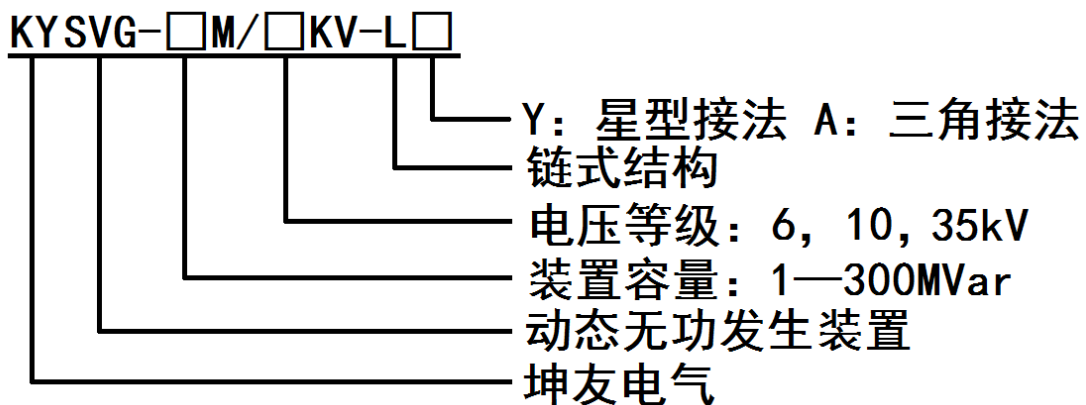 KYSVG-□M/□KV-L□
Y: 星型接法 A: 三角接法
链式结构
电压等级: 6, 10, 35kV
装置容量: 1—300MVar
动态无功发生装置
坤友电气